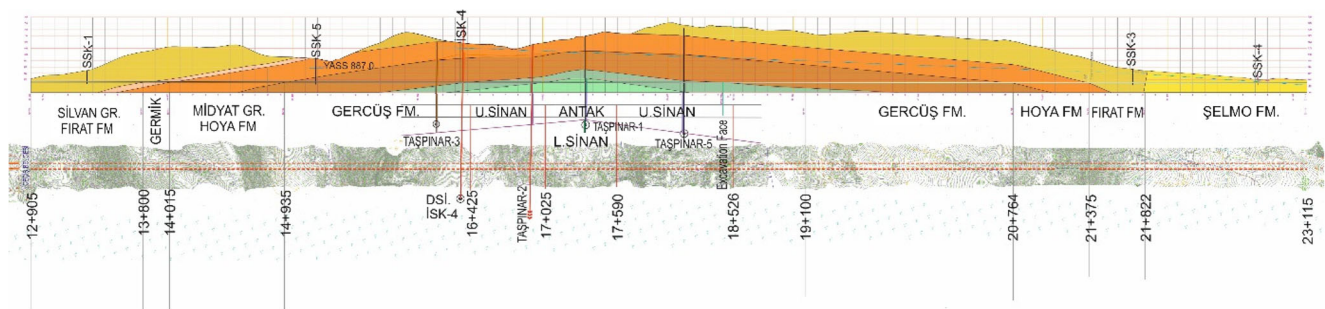 SSK-1
SSK-5
İSK-4
SSK-3
SSK-4
YASS 887.0
SİLVAN GR.
FIRAT FM
GERMİK
MİDYAT GR.
HOYA FM
GERCÜŞ FM.
U.SİNAN
ANTAK
L.SİNAN
U.SİNAN
GERCÜŞ FM.
HOYA FM
FIRAT FM
ŞELMO FM.
TAŞPINAR-3
TAŞPINAR-1
TAŞPINAR-5
Excavation Face
DSİ.
İSK-4
TAŞPINAR-2
12+905
13+800
14+015
14+935
16+425
17+025
17+590
18+526
19+100
20+764
21+375
21+822
23+115